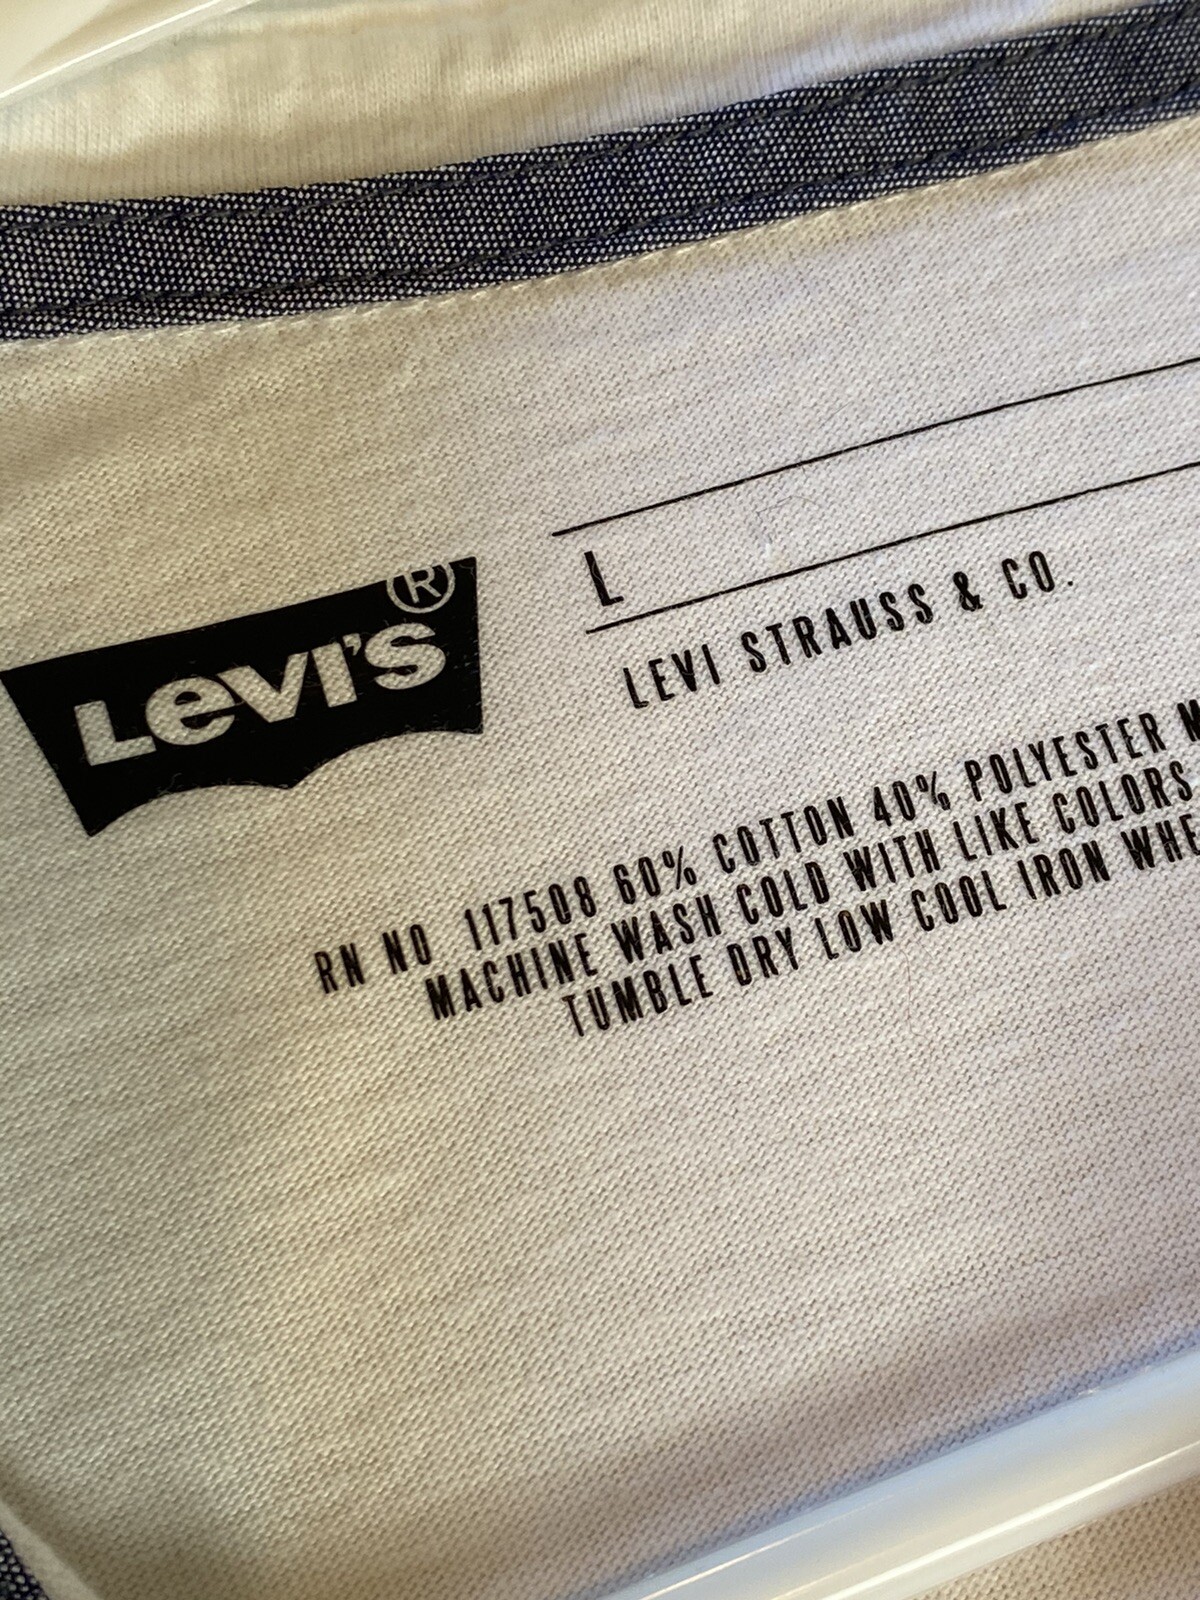 LEVI'S®
L
LEVI STRAUSS & CO.
RN NO 117508 60% COTTON 40% POLYESTER
MACHINE WASH COLD WITH LIKE COLORS
TUMBLE DRY LOW COOL IRON